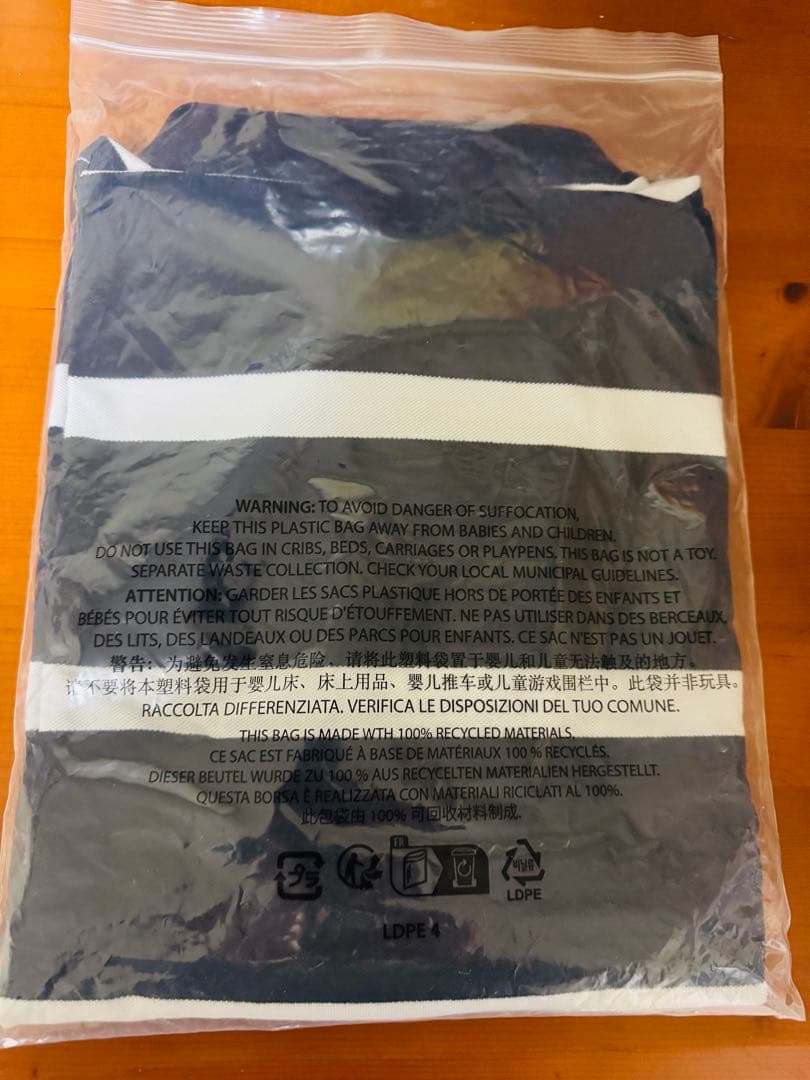 WARNING: TO AVOID DANGER OF SUFFOCATION,
KEEP THIS PLASTIC BAG AWAY FROM BABIES AND CHILDREN.
DO NOT USE THIS BAG IN CRIBS, BEDS, CARRIAGES OR PLAYPENS. THIS BAG IS NOT A TOY.
SEPARATE WASTE COLLECTION. CHECK YOUR LOCAL MUNICIPAL GUIDELINES.
ATTENTION: GARDER LES SACS PLASTIQUE HORS DE PORTÉE DES ENFANTS ET
BÉBÉS POUR ÉVITER TOUT RISQUE D'ÉTOUFFEMENT. NE PAS UTILISER DANS DES BERCEAUX,
DES LITS, DES LANDEAUX OU DES PARCS POUR ENFANTS. CE SAC N'EST PAS UN JOUET.
警告：为避免发生窒息危险，请将此塑料袋置于婴儿和儿童无法触及的地方。
请不要将本塑料袋用于婴儿床、床上用品、婴儿推车或儿童游戏围栏中。此袋并非玩具。
RACCOLTA DIFFERENZIATA. VERIFICA LE DISPOSIZIONI DEL TUO COMUNE.
THIS BAG IS MADE WTH 100% RECYCLED MATERIALS.
CE SAC EST FABRIQUÉ À BASE DE MATÉRIAUX 100 % RECYCLÉS.
DIESER BEUTEL WURDE ZU 100 % AUS RECYCELTEN MATERIALIEN HERGESTELLT.
QUESTA BORSA È REALIZZATA CON MATERIALI RICICLATI AL 100%.
此包袋由 100% 可回收材料制成.
プラ
FR
비닐류
LDPE
LDPE 4